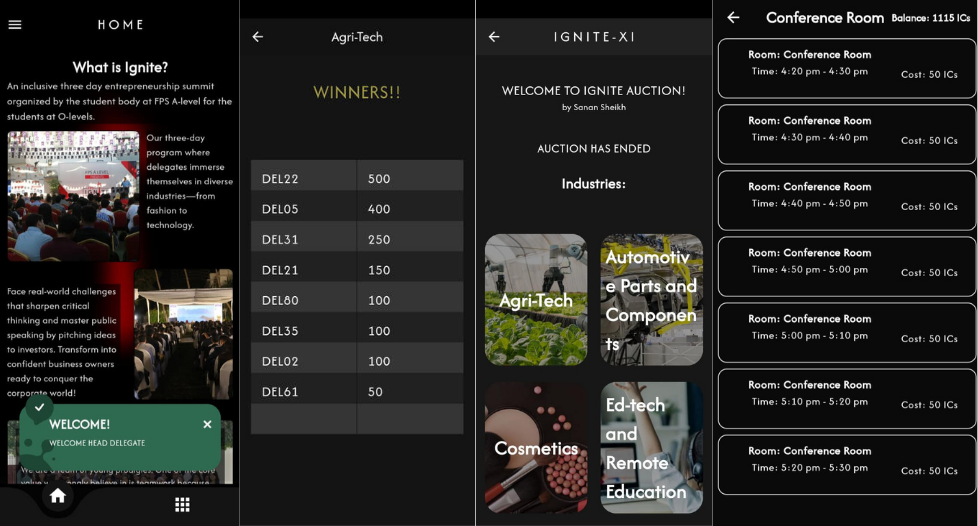 HOME
What is Ignite?
An inclusive three day entrepreneurship summit
organized by the student body at FPS A-level for the
students at O-levels.
Our three-day
program where
delegates immerse
themselves in diverse
industries—from
fashion to
technology.
Face real-world challenges
that sharpen critical
thinking and master public
speaking by pitching ideas
to investors. Transform into
confident business owners
ready to conquer the
corporate world!
WELCOME!
WELCOME HEAD DELEGATE
Agri-Tech
WINNERS!!
DEL22 500
DEL05 400
DEL31 250
DEL21 150
DEL80 100
DEL35 100
DEL02 100
DEL61 50
IGNITE-XI
WELCOME TO IGNITE AUCTION!
by Sanan Sheikh
AUCTION HAS ENDED
Industries:
Agri-Tech
Automotiv
e Parts and
Componen
ts
Cosmetics
Ed-tech
and
Remote
Education
Conference Room Balance: 1115 ICs
Room: Conference Room
Time: 4:20 pm - 4:30 pm
Cost: 50 ICs
Room: Conference Room
Time: 4:30 pm - 4:40 pm
Cost: 50 ICs
Room: Conference Room
Time: 4:40 pm - 4:50 pm
Cost: 50 ICs
Room: Conference Room
Time: 4:50 pm - 5:00 pm
Cost: 50 ICs
Room: Conference Room
Time: 5:00 pm - 5:10 pm
Cost: 50 ICs
Room: Conference Room
Time: 5:10 pm - 5:20 pm
Cost: 50 ICs
Room: Conference Room
Time: 5:20 pm - 5:30 pm
Cost: 50 ICs